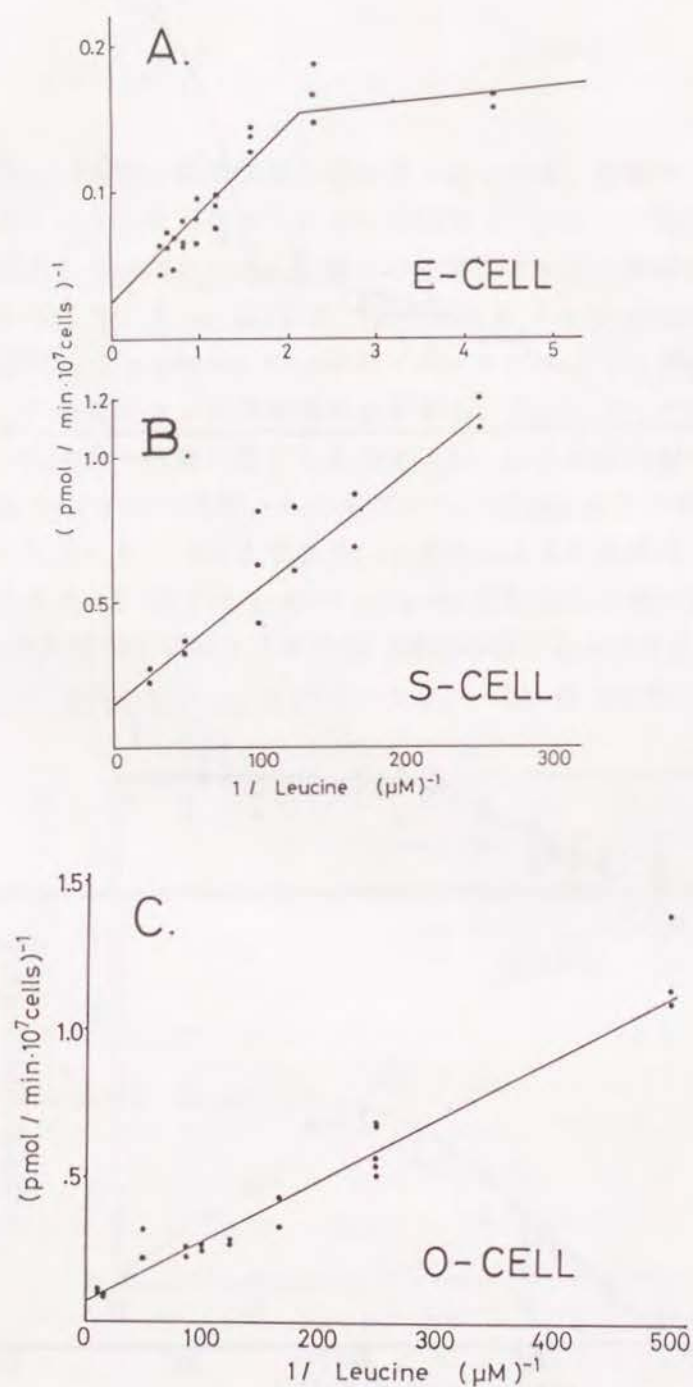 A
0.2
0.1
E-CELL
0 1 2 3 4 5
( pmol / min·10⁷cells )⁻¹
B
1.2
1.0
0.5
S-CELL
0 100 200 300
1/ Leucine (µM)⁻¹
C.
1.5
1.0
.5
(pmol / min·10⁷cells)⁻¹
O-CELL
0 100 200 300 400 500
1/ Leucine (µM)⁻¹